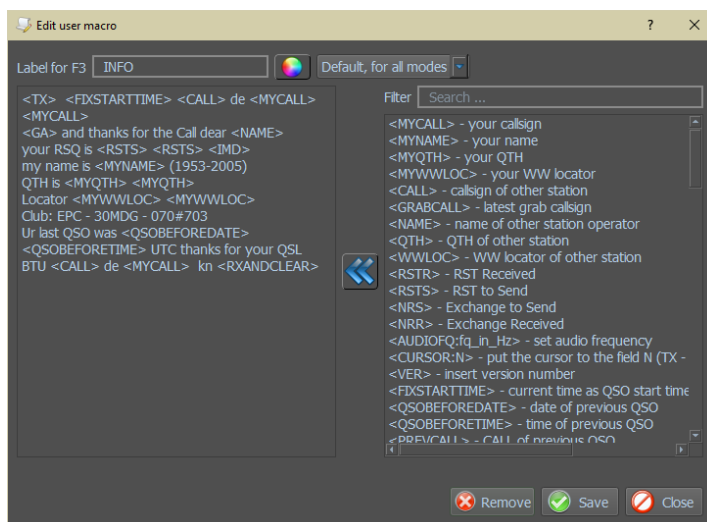 Edit user macro
Label for F3 INFO Default, for all modes
<TX> <FIXSTARTTIME> <CALL> de <MYCALL>
<MYCALL>
<GA> and thanks for the Call dear <NAME>
your RSQ is <RSTS> <RSTS> <IMD>
my name is <MYNAME> (1953-2005)
QTH is <MYQTH> <MYQTH>
Locator <MYWWLOC> <MYWWLOC>
Club: EPC - 30MDG - 070#703
Ur last QSO was <QSOBEFOREDATE>
<QSOBEFORETIME> UTC thanks for your QSL
BTU <CALL> de <MYCALL> kn <RXANDCLEAR>
Filter Search ...
<MYCALL> - your callsign
<MYNAME> - your name
<MYQTH> - your QTH
<MYWWLOC> - your WW locator
<CALL> - callsign of other station
<GRABCALL> - latest grab callsign
<NAME> - name of other station operator
<QTH> - QTH of other station
<WWLOC> - WW locator of other station
<RSTR> - RST Received
<RSTS> - RST to Send
<NRS> - Exchange to Send
<NRR> - Exchange Received
<AUDIOFQ:fq_in_Hz> - set audio frequency
<CURSOR:N> - put the cursor to the field N (TX -
<VER> - insert version number
<FIXSTARTTIME> - current time as QSO start time
<QSOBEFOREDATE> - date of previous QSO
<QSOBEFORETIME> - time of previous QSO
<PREVCALL> - CALL of previous QSO
Remove Save Close